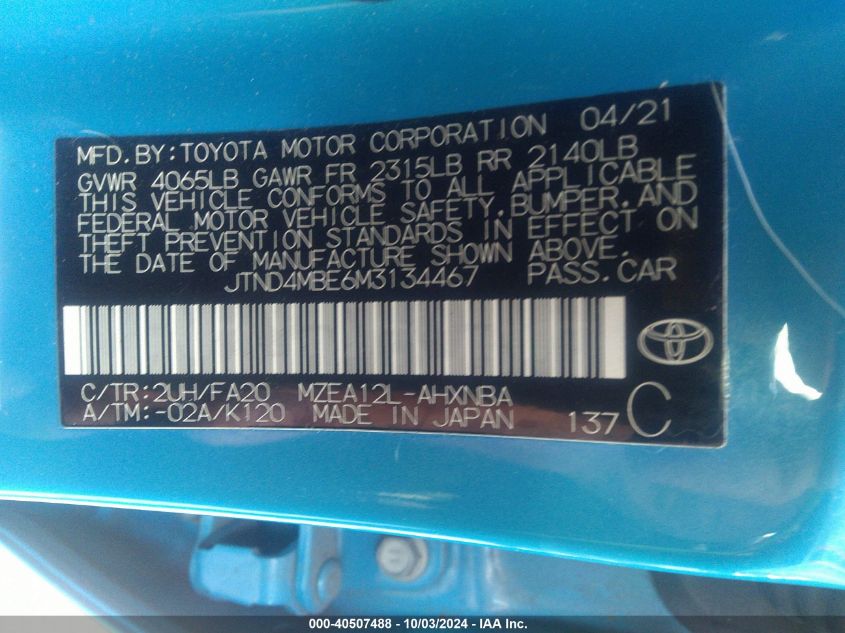 MFD.BY:TOYOTA MOTOR CORPORATION 04/21
GVWR 4065LB GAWR FR 2315LB RR 2140LB
THIS VEHICLE CONFORMS TO ALL APPLICABLE
FEDERAL MOTOR VEHICLE SAFETY,BUMPER,AND
THEFT PREVENTION STANDARDS IN EFFECT ON
THE DATE OF MANUFACTURE SHOWN ABOVE.
JTND4MBE6M3134467 PASS.CAR
C/TR:2UH/FA20 MZEA12L-AHXNBA
A/TM:-02A/K120 MADE IN JAPAN 137 C
000-40507488 - 10/03/2024 - IAA Inc.